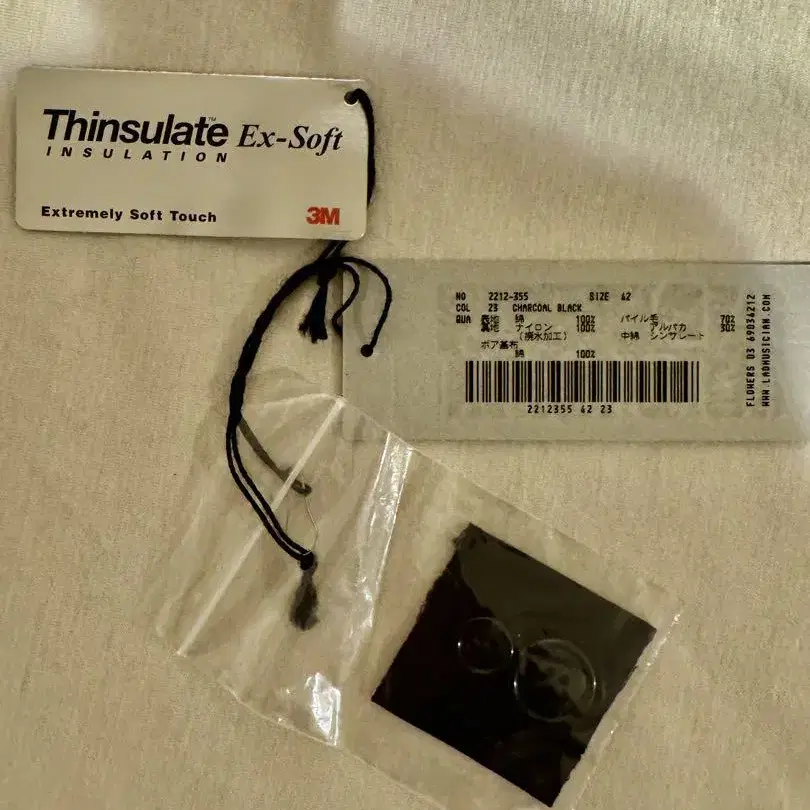 Thinsulate™ Ex-Soft
INSULATION
Extremely Soft Touch
3M
NO 2212-355 SIZE 42
COL 23 CHARCOAL BLACK
QUA 表地 綿 100% パイル毛 70%
裏地 ナイロン 100% アルパカ 30%
(撥水加工) 中綿 シンサレート
ボア基布
綿 100%
2212355 42 23
FLOWERS 03 69034212
WWW.LADMUSICIAN.COM